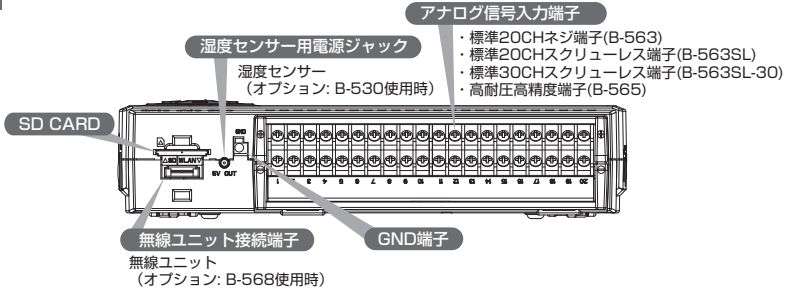 アナログ信号入力端子
・標準20CHネジ端子(B-563)
・標準20CHスクリューレス端子(B-563SL)
・標準30CHスクリューレス端子(B-563SL-30)
・高耐圧高精度端子(B-565)
湿度センサー用電源ジャック
湿度センサー
（オプション: B-530使用時）
SD CARD
GND
△SD WLAN▽
5V OUT
1 2 3 4 5 6 7 8 9 10 11 12 13 14 15 16 17 18 19 20
無線ユニット接続端子
無線ユニット
（オプション: B-568使用時）
GND端子